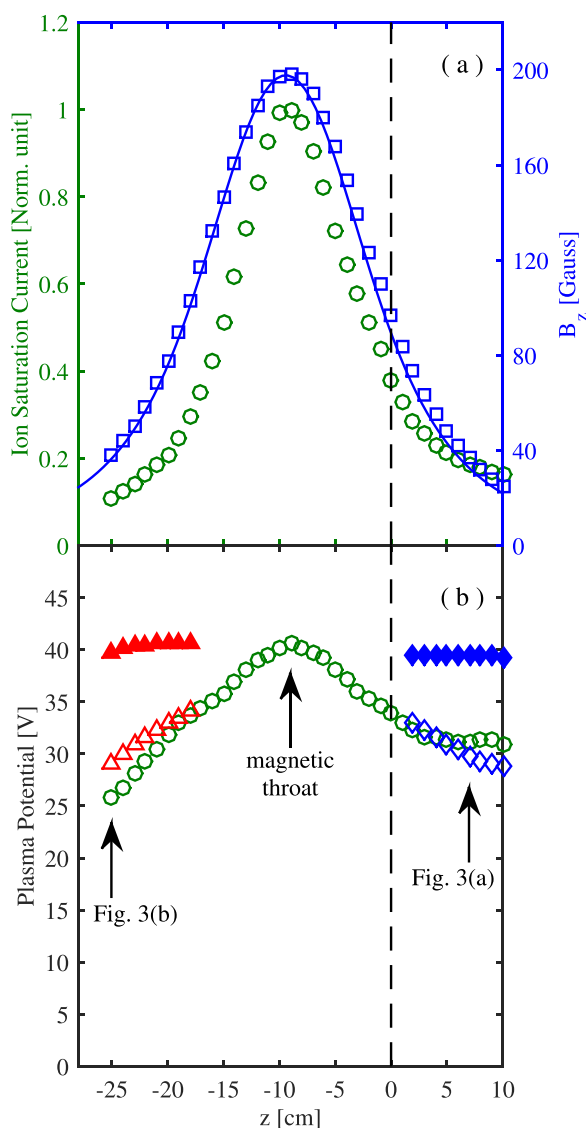 ( a )
1.2
1
0.8
0.6
0.4
0.2
0
Ion Saturation Current [Norm. unit]
200
160
120
80
40
0
B_z [Gauss]
( b )
45
40
35
30
25
20
15
10
5
0
Plasma Potential [V]
magnetic
throat
Fig. 3(a)
Fig. 3(b)
-25 -20 -15 -10 -5 0 5 10
z [cm]